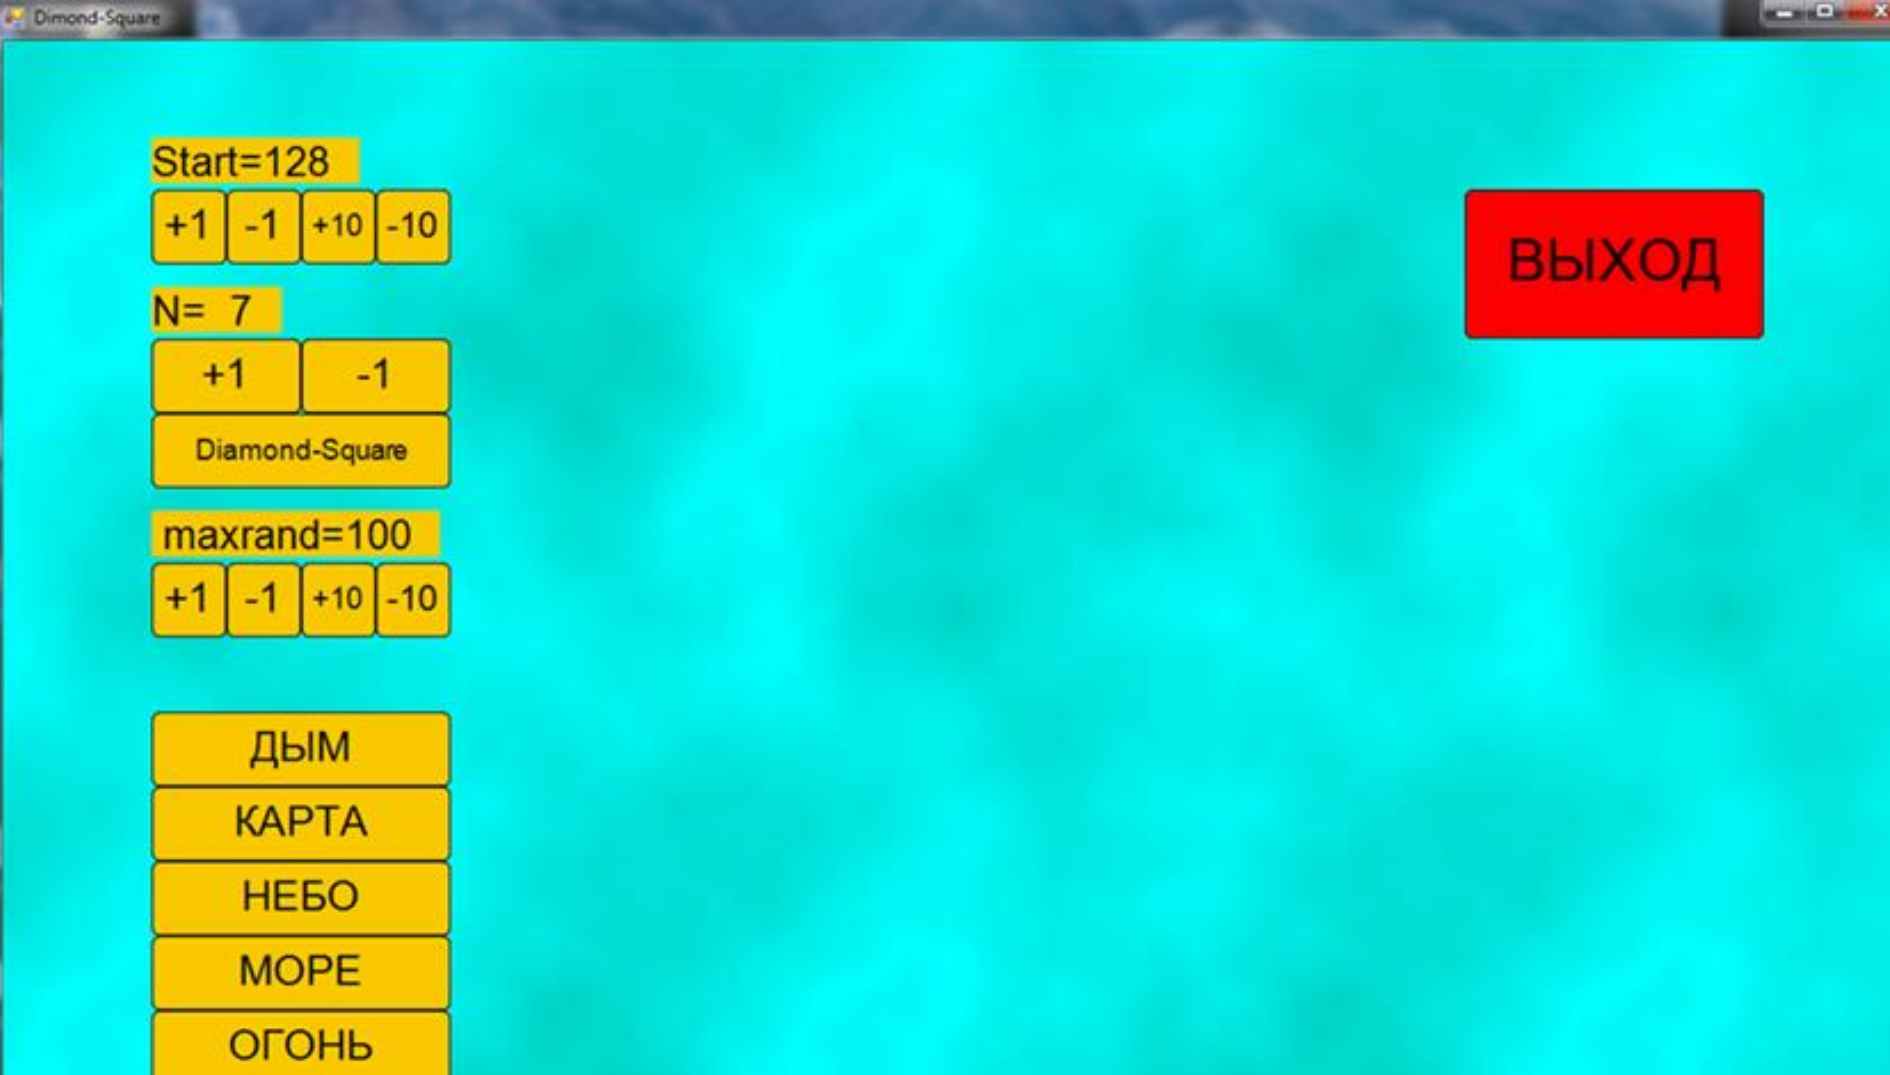 Dimond-Square
Start=128
+1 -1 +10 -10
ВЫХОД
N= 7
+1 -1
Diamond-Square
maxrand=100
+1 -1 +10 -10
ДЫМ
КАРТА
НЕБО
МОРЕ
ОГОНЬ